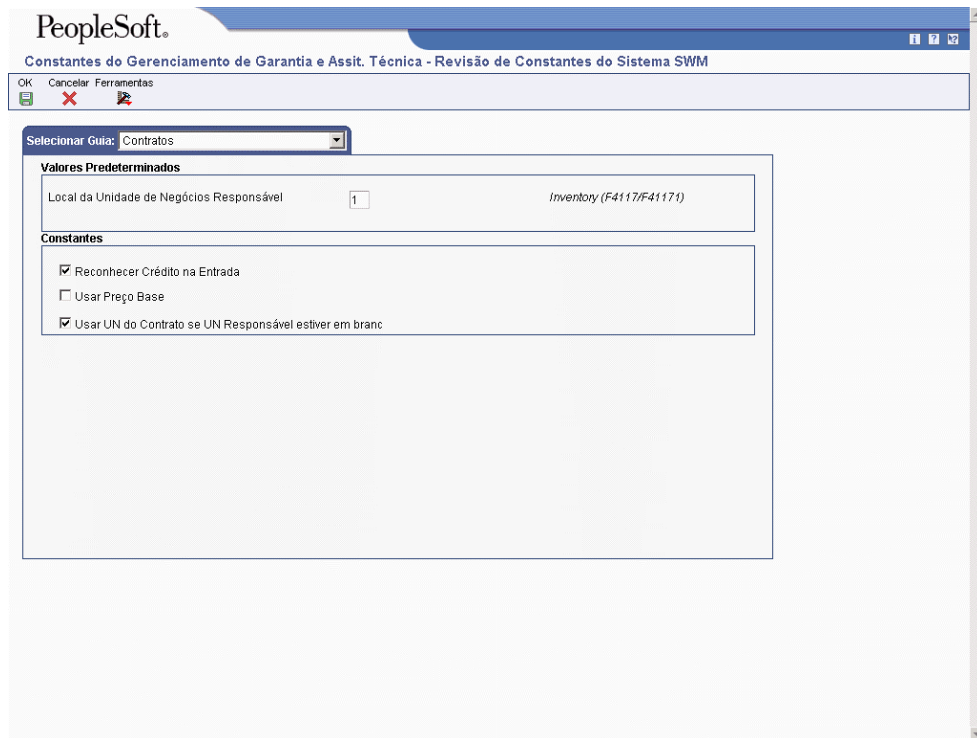 PeopleSoft.
Constantes do Gerenciamento de Garantia e Assit. Técnica - Revisão de Constantes do Sistema SWM
OK Cancelar Ferramentas
Selecionar Guia: Contratos
Valores Predeterminados
Local da Unidade de Negócios Responsável 1 Inventory (F4117/F41171)
Constantes
Reconhecer Crédito na Entrada
Usar Preço Base
Usar UN do Contrato se UN Responsável estiver em branc